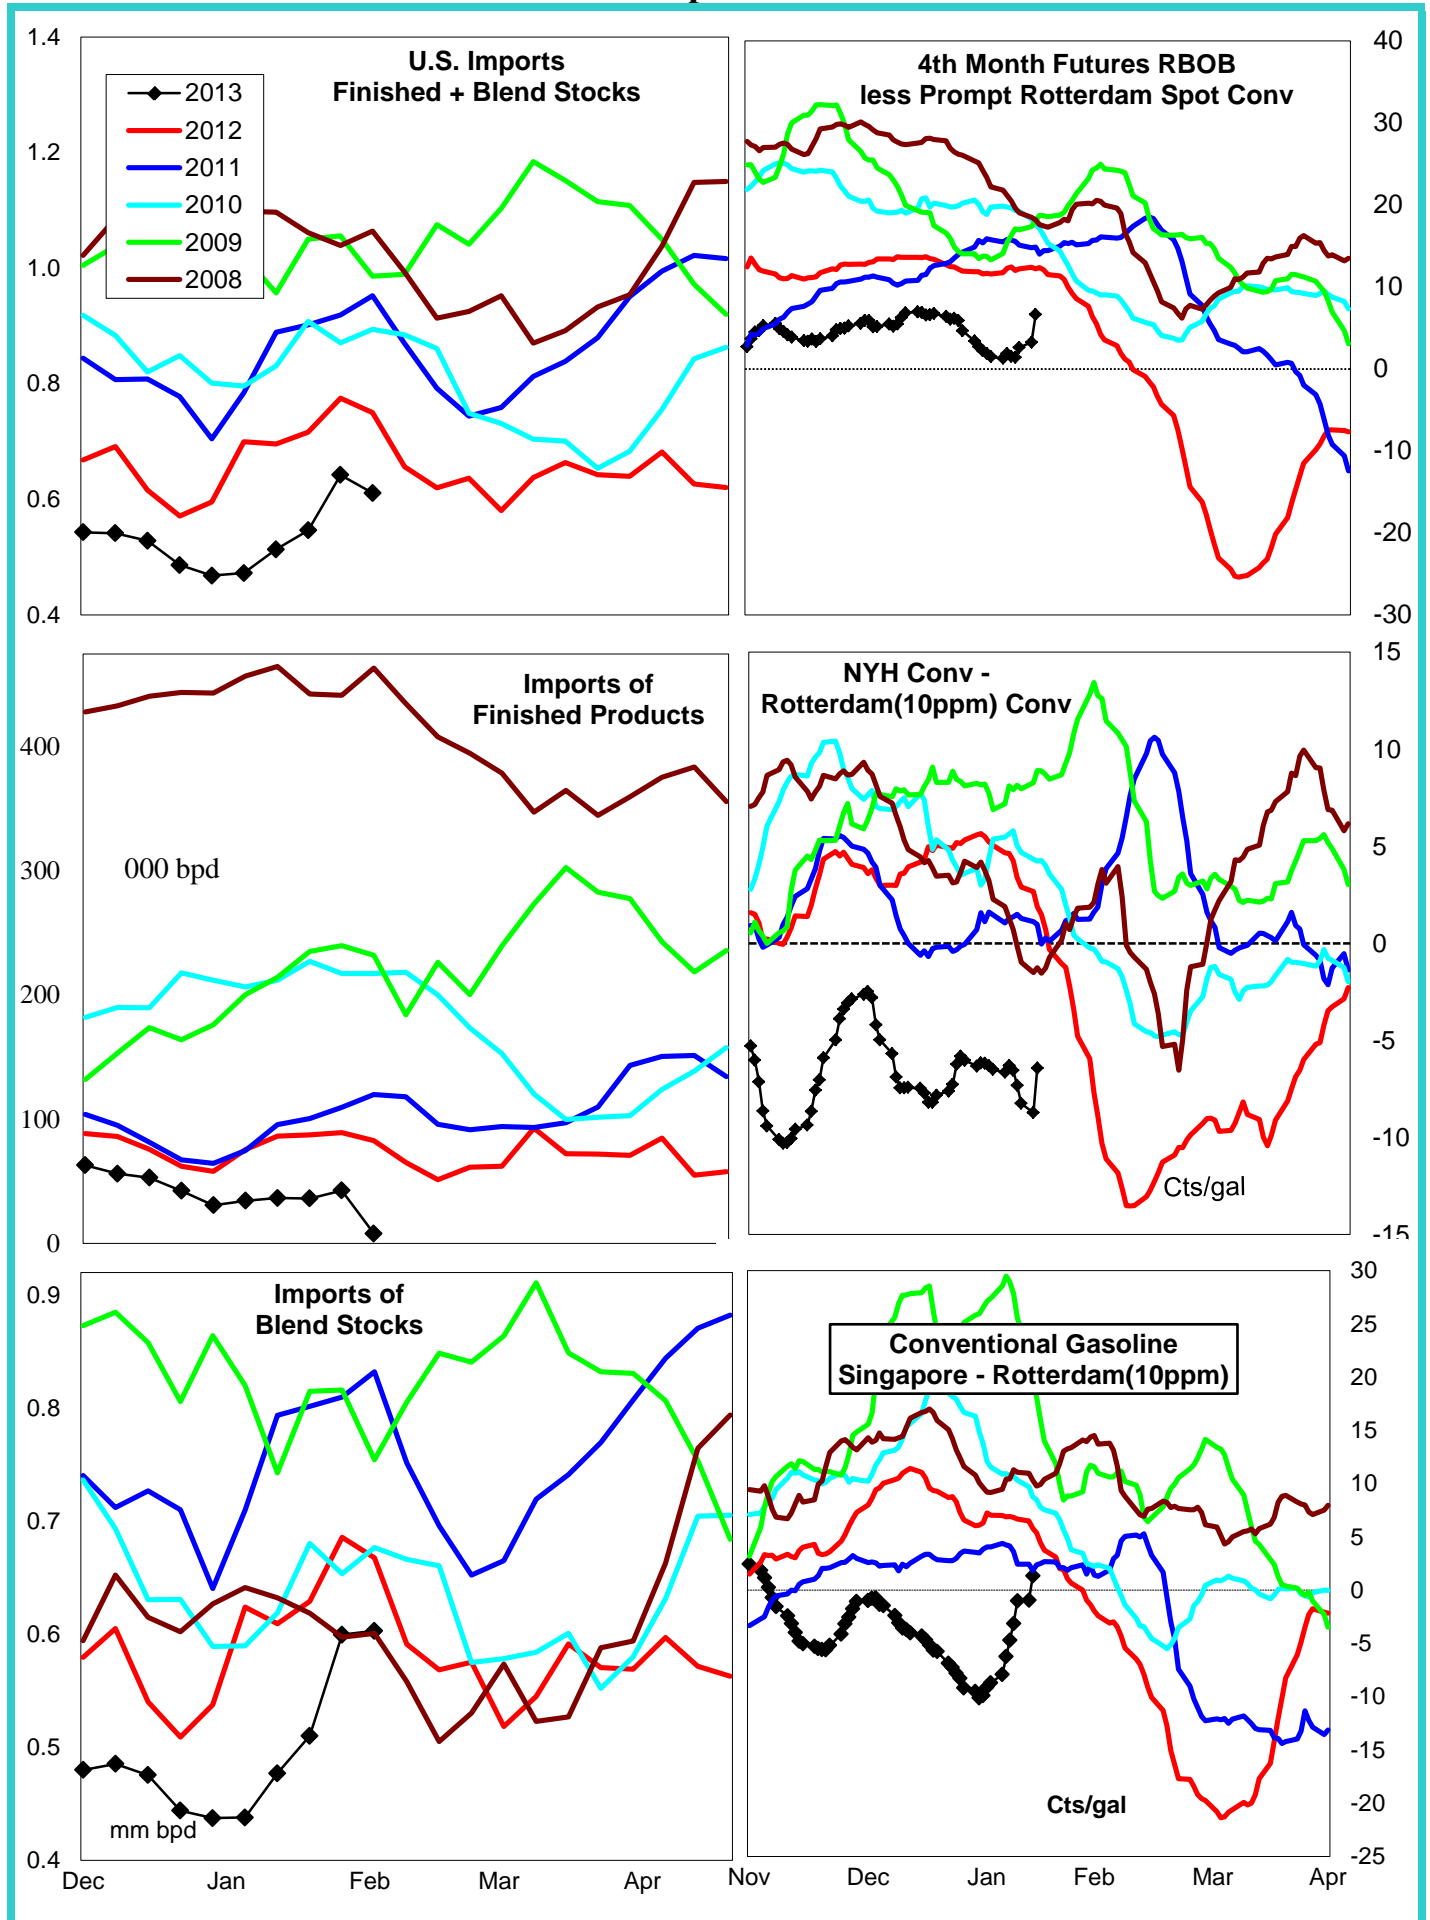 1.4
1.2
1.0
0.8
0.6
0.4
U.S. Imports
Finished + Blend Stocks
2013
2012
2011
2010
2009
2008
4th Month Futures RBOB
less Prompt Rotterdam Spot Conv
40
30
20
10
0
-10
-20
-30
Imports of
Finished Products
000 bpd
400
300
200
100
0
NYH Conv -
Rotterdam(10ppm) Conv
Cts/gal
15
10
5
0
-5
-10
-15
Imports of
Blend Stocks
mm bpd
0.9
0.8
0.7
0.6
0.5
0.4
Dec
Jan
Feb
Mar
Apr
Conventional Gasoline
Singapore - Rotterdam(10ppm)
Cts/gal
30
25
20
15
10
5
0
-5
-10
-15
-20
-25
Nov
Dec
Jan
Feb
Mar
Apr